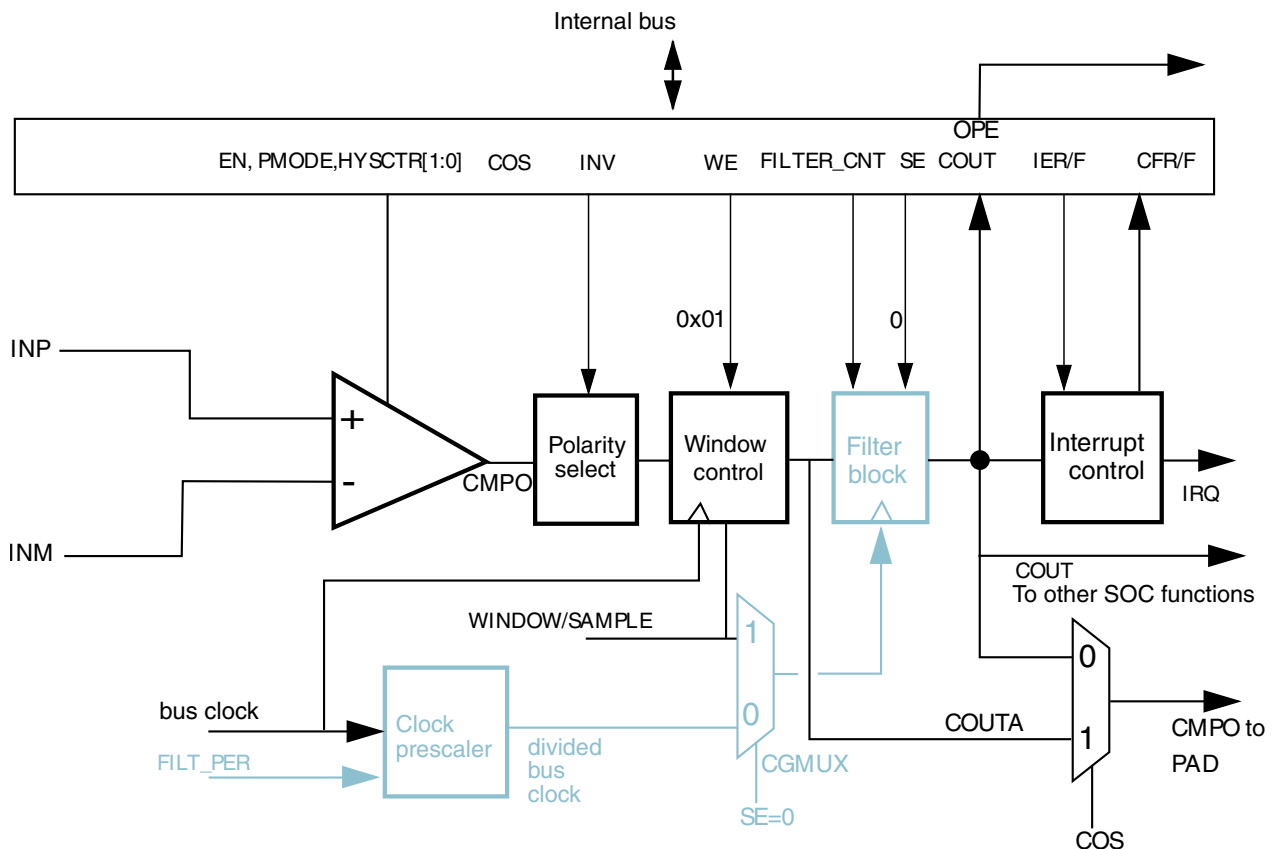 Internal bus
OPE
EN, PMODE,HYSCTR[1:0] COS INV WE FILTER_CNT SE COUT IER/F CFR/F
0x01
0
INP
+
-
INM
CMPO
Polarity
select
Window
control
Filter
block
Interrupt
control
IRQ
COUT
To other SOC functions
WINDOW/SAMPLE
1
0
0
1
bus clock
FILT_PER
Clock
prescaler
divided
bus
clock
CGMUX
SE=0
COUTA
CMPO to
PAD
COS